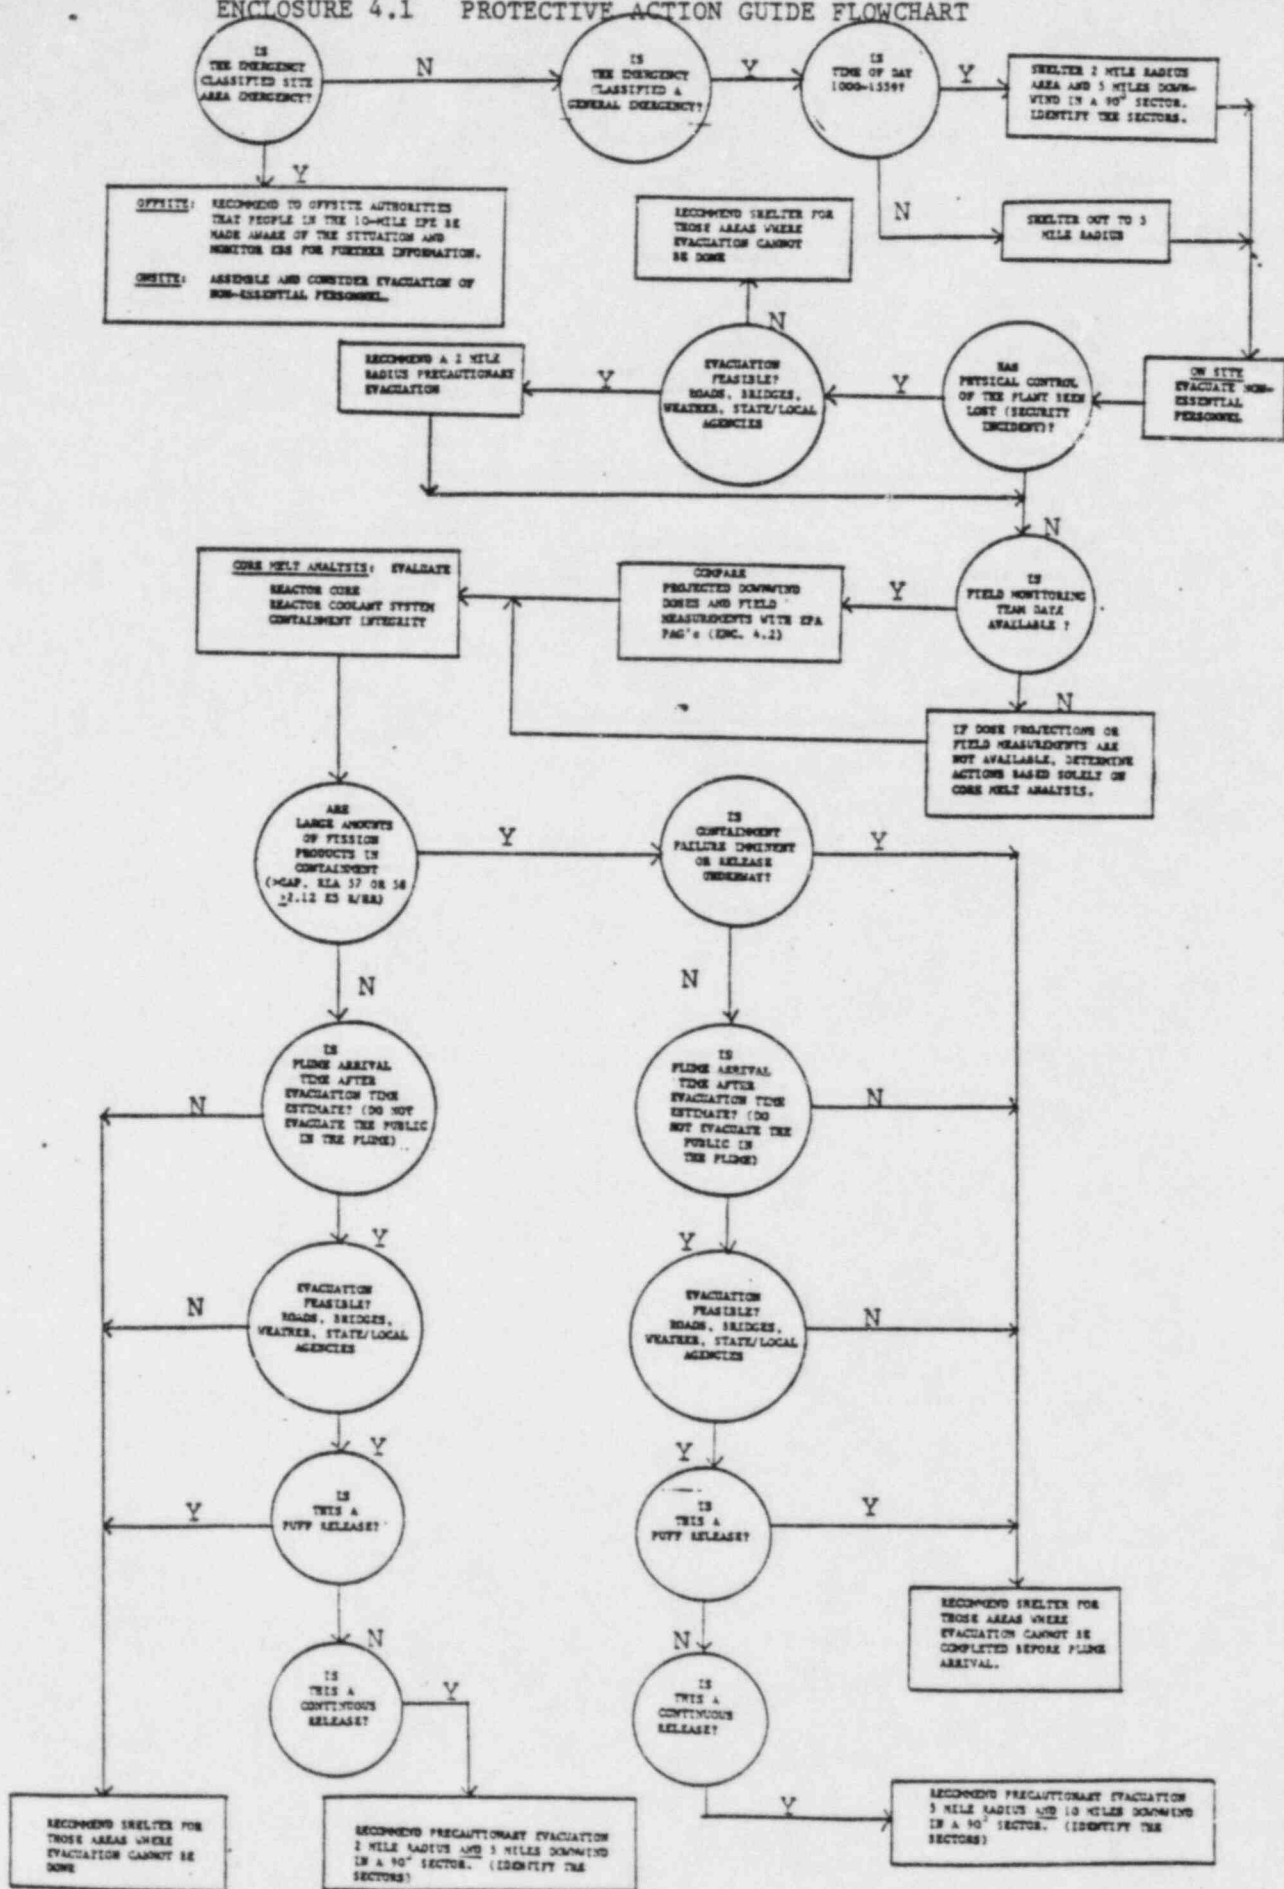 ENCLOSURE 4.1 PROTECTIVE ACTION GUIDE FLOWCHART
IS
THE EMERGENCY
CLASSIFIED SITE
AREA EMERGENCY?
N
IS
THE EMERGENCY
CLASSIFIED A
GENERAL EMERGENCY?
Y
IS
TIME OF DAY
1000-1559?
Y
SHELTER 2 MILE RADIUS
AREA AND 5 MILES DOWN-
WIND IN A 90° SECTOR.
IDENTIFY THE SECTORS.
Y
OFFSITE: RECOMMEND TO OFFSITE AUTHORITIES
THAT PEOPLE IN THE 10-MILE EPZ BE
MADE AWARE OF THE SITUATION AND
MONITOR EBS FOR FURTHER INFORMATION.
ONSITE: ASSEMBLE AND CONSIDER EVACUATION OF
NON-ESSENTIAL PERSONNEL.
N
SHELTER OUT TO 5
MILE RADIUS
RECOMMEND SHELTER FOR
THOSE AREAS WHERE
EVACUATION CANNOT
BE DONE
N
ON SITE
EVACUATE NON-
ESSENTIAL
PERSONNEL
HAS
PHYSICAL CONTROL
OF THE PLANT BEEN
LOST (SECURITY
INCIDENT)?
Y
EVACUATION
FEASIBLE?
ROADS, BRIDGES,
WEATHER, STATE/LOCAL
AGENCIES
Y
RECOMMEND A 2 MILE
RADIUS PRECAUTIONARY
EVACUATION
N
IS
FIELD MONITORING
TEAM DATA
AVAILABLE ?
Y
COMPARE
PROJECTED DOWNWIND
DOSES AND FIELD
MEASUREMENTS WITH EPA
PAG's (ENC. 4.2)
CORE MELT ANALYSIS: EVALUATE
REACTOR CORE
REACTOR COOLANT SYSTEM
CONTAINMENT INTEGRITY
N
IF DOSE PROJECTIONS OR
FIELD MEASUREMENTS ARE
NOT AVAILABLE, DETERMINE
ACTIONS BASED SOLELY ON
CORE MELT ANALYSIS.
ARE
LARGE AMOUNTS
OF FISSION
PRODUCTS IN
CONTAINMENT
(>GAP, 57 OR 58
≥2.12 E5 R/HR)
Y
IS
CONTAINMENT
FAILURE IMMINENT
OR RELEASE
UNDERWAY?
Y
N
N
IS
PLUME ARRIVAL
TIME AFTER
EVACUATION TIME
ESTIMATE? (DO NOT
EVACUATE THE PUBLIC
IN THE PLUME)
N
IS
PLUME ARRIVAL
TIME AFTER
EVACUATION TIME
ESTIMATE? (DO
NOT EVACUATE THE
PUBLIC IN
THE PLUME)
N
Y
Y
EVACUATION
FEASIBLE?
ROADS, BRIDGES,
WEATHER, STATE/LOCAL
AGENCIES
N
EVACUATION
FEASIBLE?
ROADS, BRIDGES,
WEATHER, STATE/LOCAL
AGENCIES
N
Y
Y
IS
THIS A
PUFF RELEASE?
Y
IS
THIS A
PUFF RELEASE?
Y
RECOMMEND SHELTER FOR
THOSE AREAS WHERE
EVACUATION CANNOT BE
COMPLETED BEFORE PLUME
ARRIVAL.
N
N
IS
THIS A
CONTINUOUS
RELEASE?
Y
IS
THIS A
CONTINUOUS
RELEASE?
Y
RECOMMEND SHELTER FOR
THOSE AREAS WHERE
EVACUATION CANNOT BE
DONE
RECOMMEND PRECAUTIONARY EVACUATION
2 MILE RADIUS AND 5 MILES DOWNWIND
IN A 90° SECTOR. (IDENTIFY THE
SECTORS)
RECOMMEND PRECAUTIONARY EVACUATION
5 MILE RADIUS AND 10 MILES DOWNWIND
IN A 90° SECTOR. (IDENTIFY THE
SECTORS)